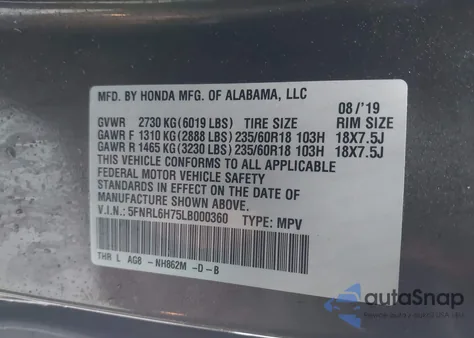 MFD. BY HONDA MFG. OF ALABAMA, LLC 08/'19
GVWR 2730 KG(6019 LBS) TIRE SIZE RIM SIZE
GAWR F 1310 KG(2888 LBS) 235/60R18 103H 18X7.5J
GAWR R 1465 KG(3230 LBS) 235/60R18 103H 18X7.5J
THIS VEHICLE CONFORMS TO ALL APPLICABLE
FEDERAL MOTOR VEHICLE SAFETY
STANDARDS IN EFFECT ON THE DATE OF
MANUFACTURE SHOWN ABOVE.
V.I.N.: 5FNRL6H75LB000360 TYPE: MPV
THR L AG8 -NH862M -D-B
autoSnap